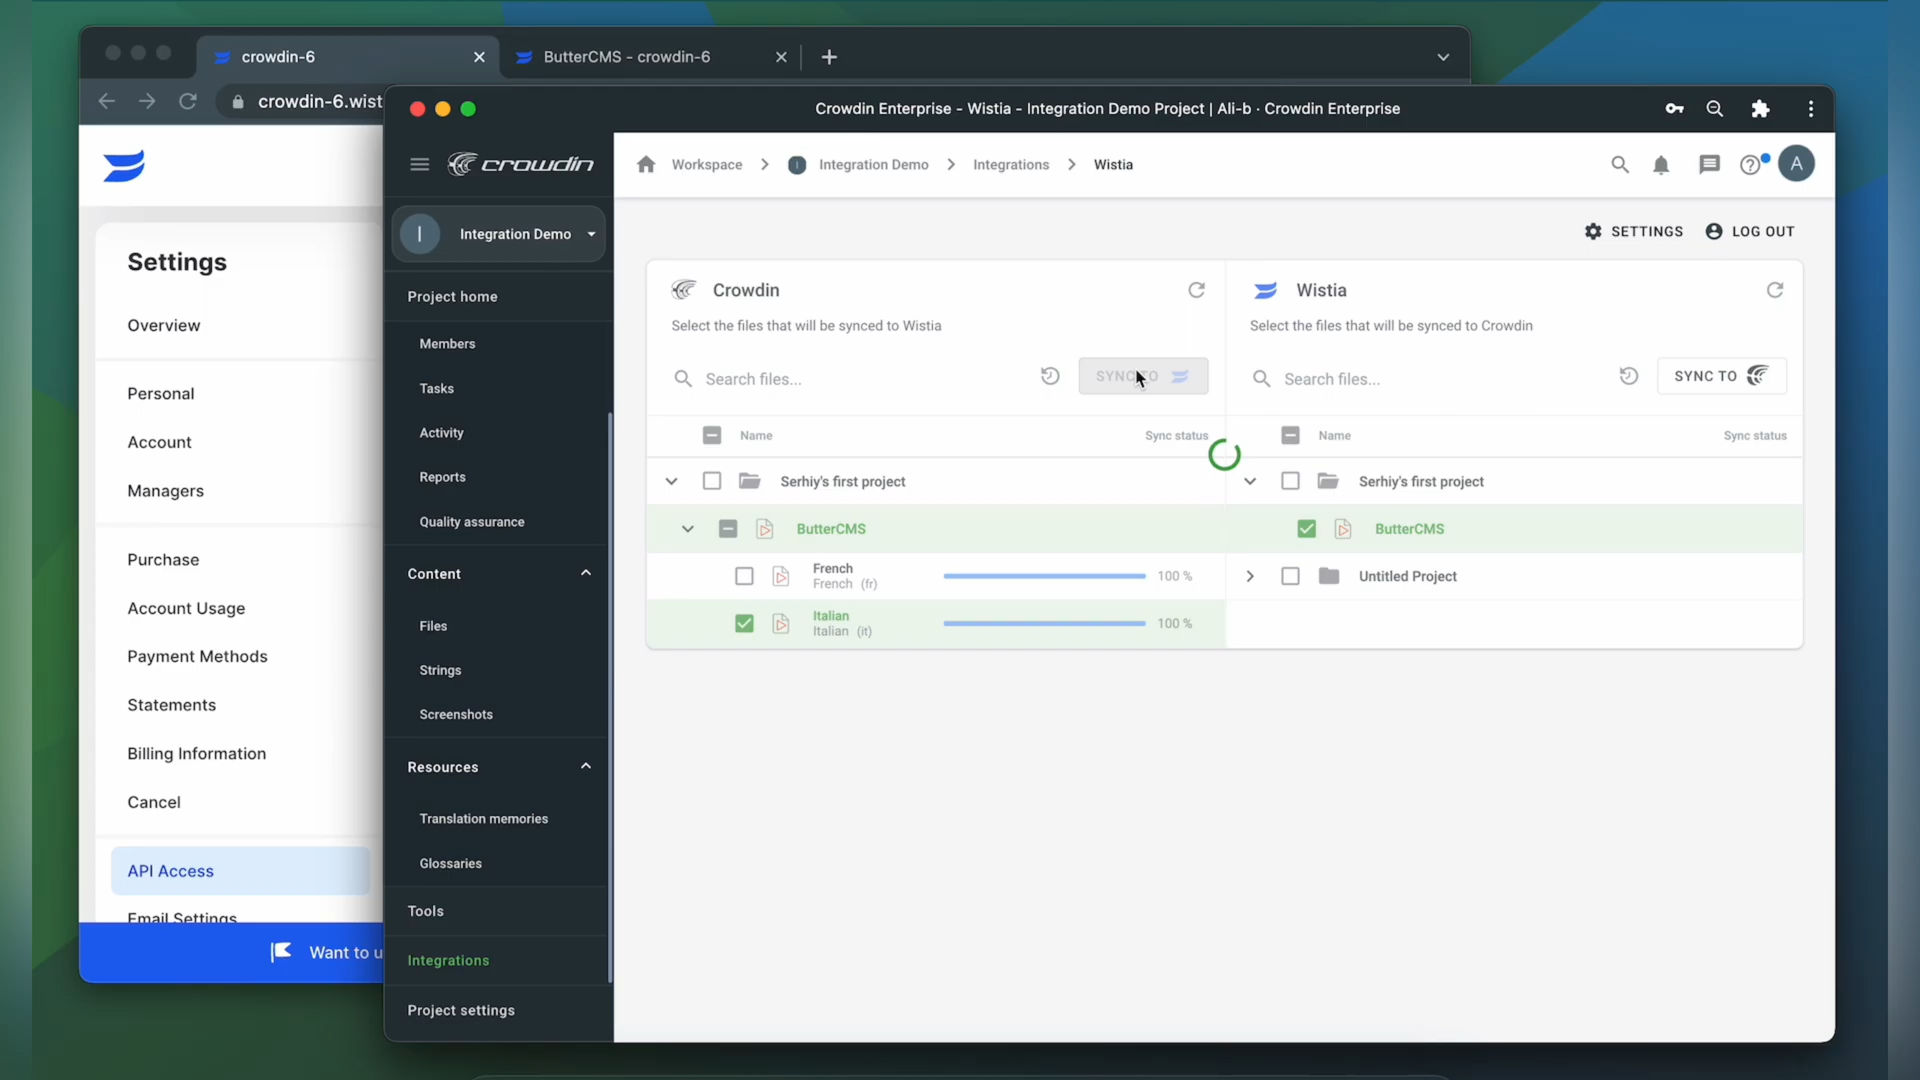 crowdin-6
ButterCMS - crowdin-6
crowdin-6.wist
Settings
Overview
Personal
Account
Managers
Purchase
Account Usage
Payment Methods
Statements
Billing Information
Cancel
API Access
Email Settings
Want to u
Crowdin Enterprise - Wistia - Integration Demo Project | Ali-b · Crowdin Enterprise
crowdin
Workspace
I
Integration Demo
Integrations
Wistia
A
I
Integration Demo
Project home
Members
Tasks
Activity
Reports
Quality assurance
Content
Files
Strings
Screenshots
Resources
Translation memories
Glossaries
Tools
Integrations
Project settings
SETTINGS
LOG OUT
Crowdin
Select the files that will be synced to Wistia
Search files...
SYNC TO
Name
Sync status
Serhiy's first project
ButterCMS
French
French (fr)
100 %
Italian
Italian (it)
100 %
Wistia
Select the files that will be synced to Crowdin
Search files...
SYNC TO
Name
Sync status
Serhiy's first project
ButterCMS
Untitled Project